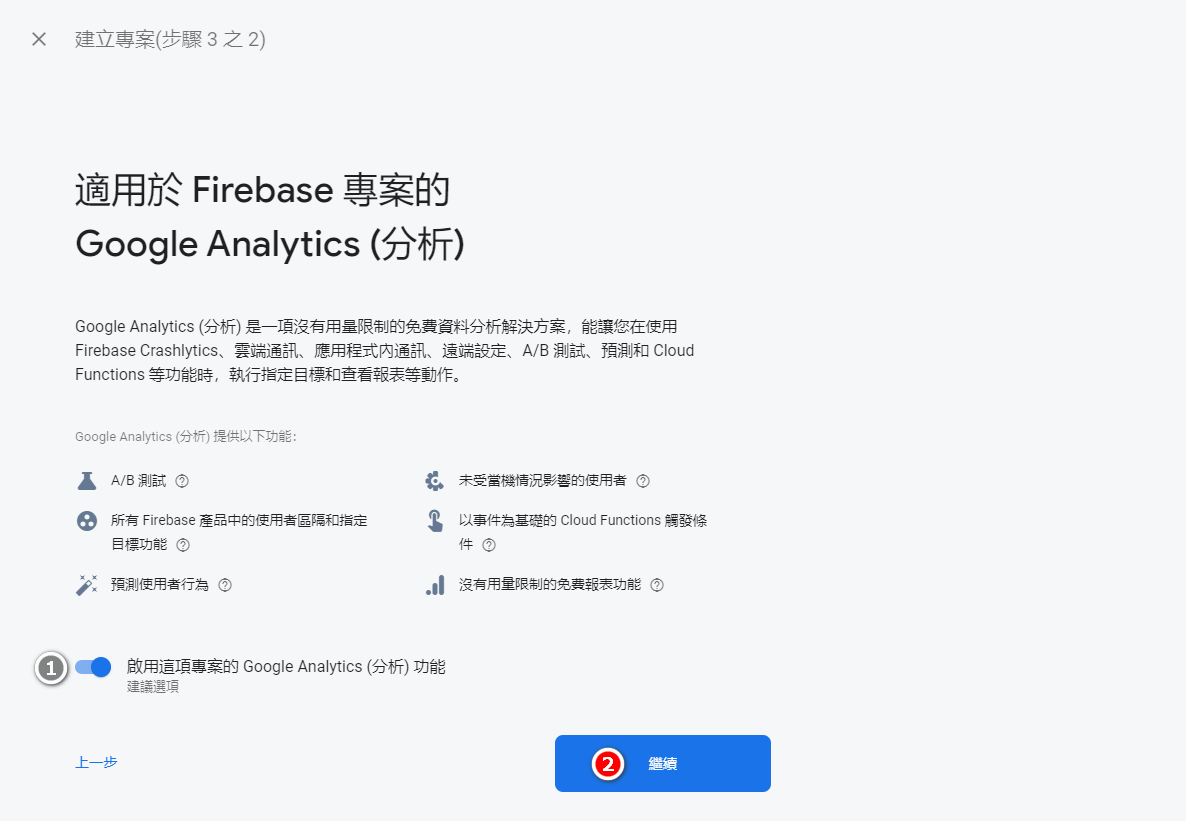 建立專案(步驟 3 之 2)
適用於 Firebase 專案的
Google Analytics (分析)
Google Analytics (分析) 是一項沒有用量限制的免費資料分析解決方案，能讓您在使用
Firebase Crashlytics、雲端通訊、應用程式內通訊、遠端設定、A/B 測試、預測和 Cloud
Functions 等功能時，執行指定目標和查看報表等動作。
Google Analytics (分析) 提供以下功能：
A/B 測試
未受當機情況影響的使用者
所有 Firebase 產品中的使用者區隔和指定
目標功能
以事件為基礎的 Cloud Functions 觸發條
件
預測使用者行為
沒有用量限制的免費報表功能
1
啟用這項專案的 Google Analytics (分析) 功能
建議選項
上一步
2 繼續